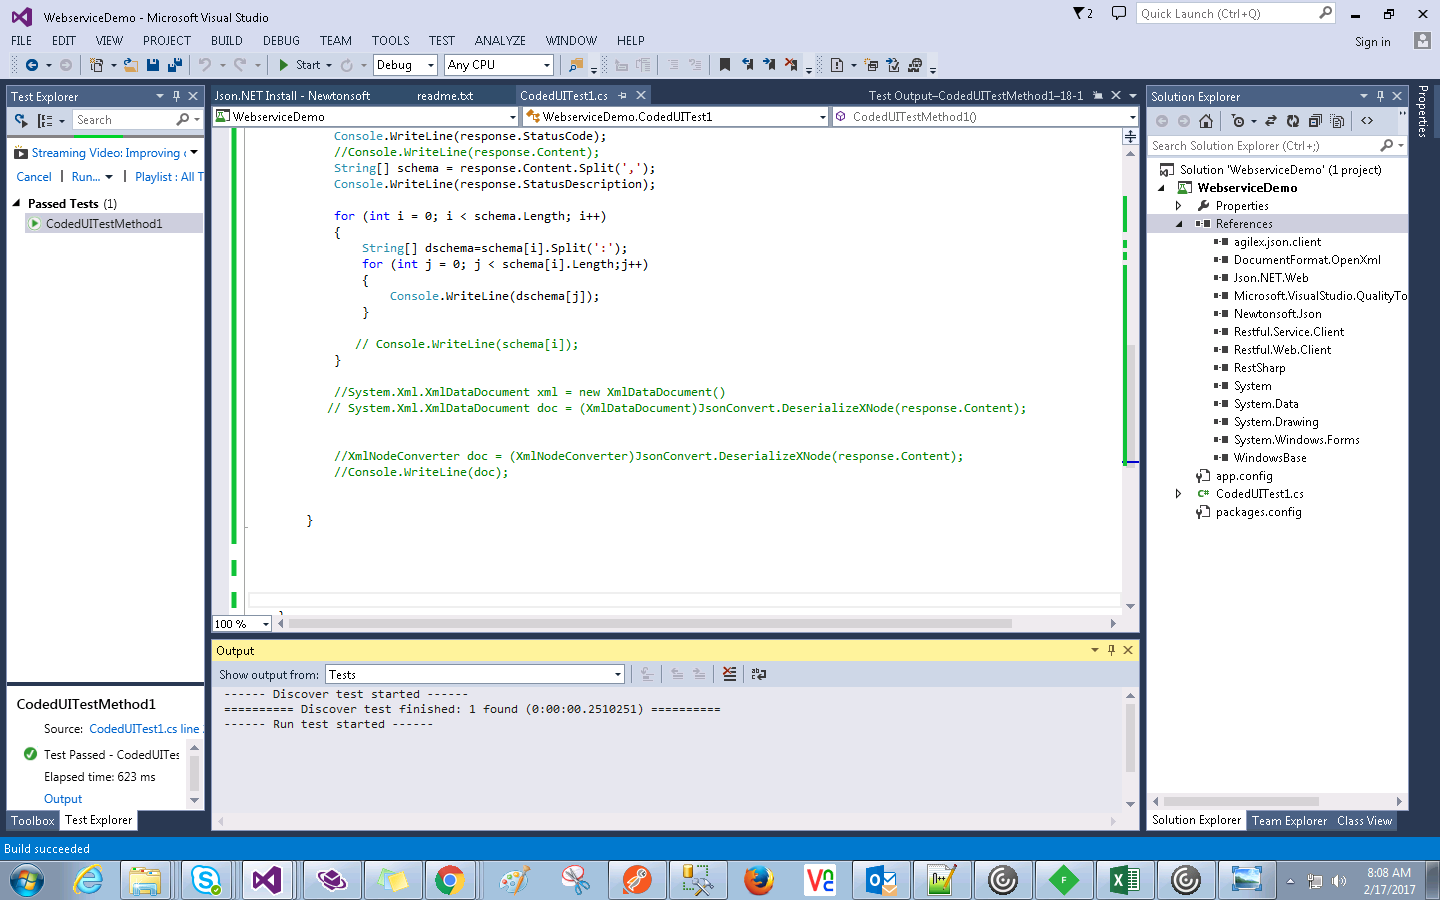 WebserviceDemo - Microsoft Visual Studio
2
Quick Launch (Ctrl+Q)
FILE EDIT VIEW PROJECT BUILD DEBUG TEAM TOOLS TEST ANALYZE WINDOW HELP
Sign in
Start Debug Any CPU
Test Explorer
Search
Streaming Video: Improving
Cancel | Run... | Playlist : All T
Passed Tests (1)
CodedUITestMethod1
Json.NET Install - Newtonsoft readme.txt CodedUITest1.cs Test Output-CodedUITestMethod1-18-1
WebserviceDemo WebserviceDemo.CodedUITest1 CodedUITestMethod1()
Console.WriteLine(response.StatusCode);
//Console.WriteLine(response.Content);
String[] schema = response.Content.Split(',');
Console.WriteLine(response.StatusDescription);
for (int i = 0; i < schema.Length; i++)
{
String[] dschema=schema[i].Split(':');
for (int j = 0; j < schema[i].Length;j++)
{
Console.WriteLine(dschema[j]);
}
// Console.WriteLine(schema[i]);
}
//System.Xml.XmlDataDocument xml = new XmlDataDocument()
// System.Xml.XmlDataDocument doc = (XmlDataDocument)JsonConvert.DeserializeXNode(response.Content);
//XmlNodeConverter doc = (XmlNodeConverter)JsonConvert.DeserializeXNode(response.Content);
//Console.WriteLine(doc);
}
100 %
Output
Show output from: Tests
------ Discover test started ------
========== Discover test finished: 1 found (0:00:00.2510251) ==========
------ Run test started ------
CodedUITestMethod1
Source: CodedUITest1.cs line
Test Passed - CodedUITes
Elapsed time: 623 ms
Output
Toolbox Test Explorer
Solution Explorer
Search Solution Explorer (Ctrl+;)
Solution 'WebserviceDemo' (1 project)
WebserviceDemo
Properties
References
agilex.json.client
DocumentFormat.OpenXml
Json.NET.Web
Microsoft.VisualStudio.QualityTo
Newtonsoft.Json
Restful.Service.Client
Restful.Web.Client
RestSharp
System
System.Data
System.Drawing
System.Windows.Forms
WindowsBase
app.config
C# CodedUITest1.cs
packages.config
Solution Explorer Team Explorer Class View
Properties
Build succeeded
8:08 AM
2/17/2017